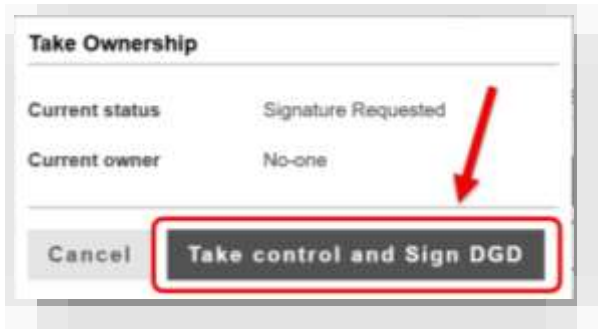 Take Ownership
Current status Signature Requested
Current owner No-one
Cancel Take control and Sign DGD